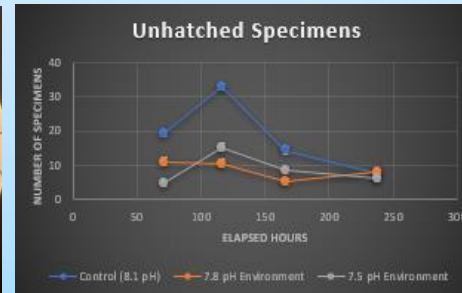 Unhatched Specimens
NUMBER OF SPECIMENS
40
30
20
10
0
0 50 100 150 200 250 300
ELAPSED HOURS
Control (8.1 pH) 7.8 pH Environment 7.5 pH Environment